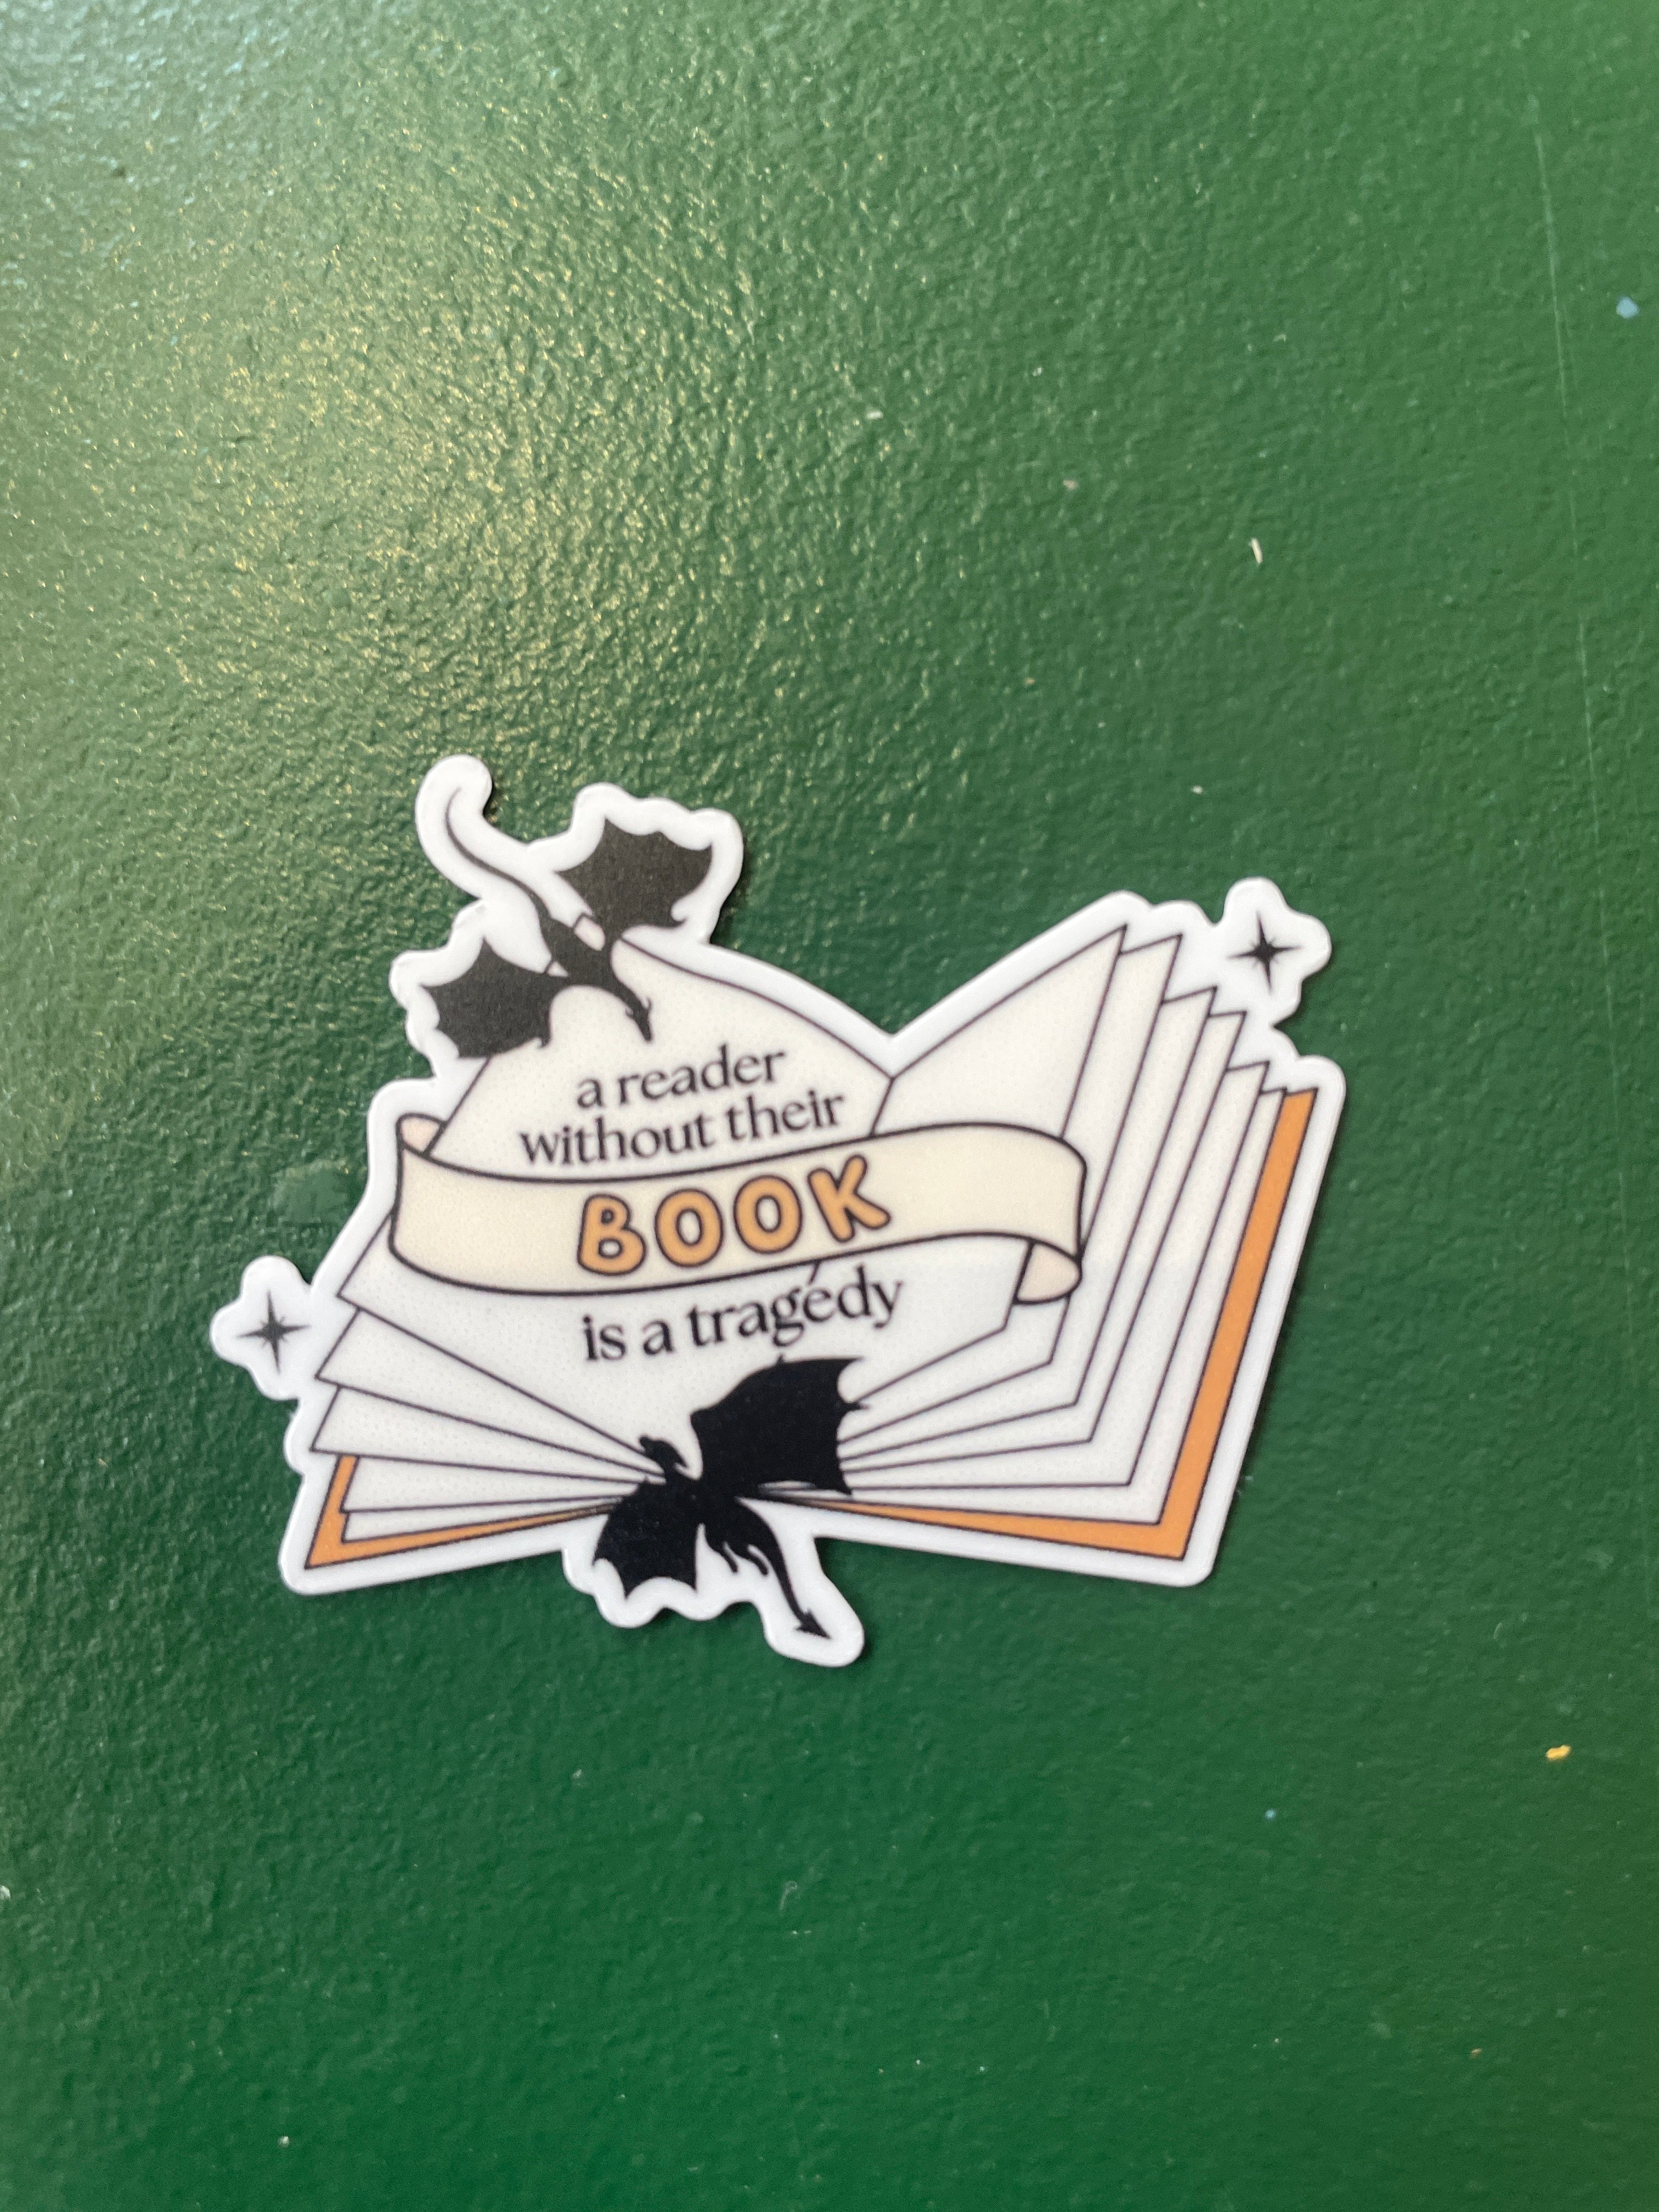 a reader
without their
BOOK
is a tragedy